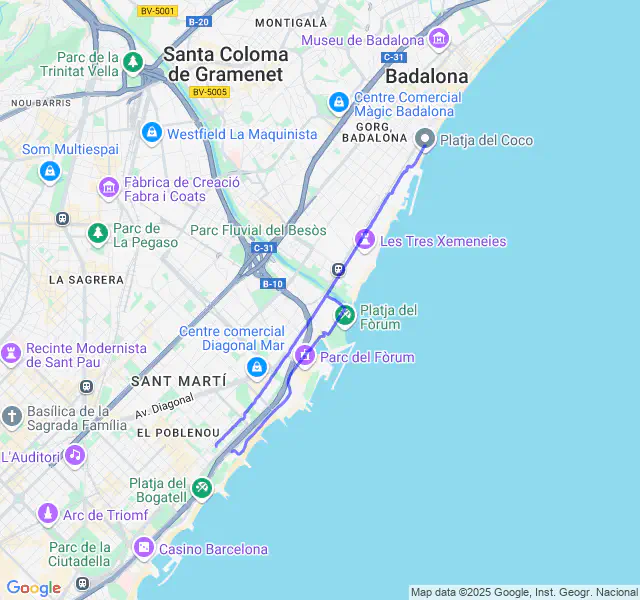 BV-5001
B-20
MONTIGALÀ
Museu de Badalona
Parc de la
Trinitat Vella
Santa Coloma
de Gramenet
C-31
Badalona
BV-5005
NOU BARRIS
Centre Comercial
Màgic Badalona
Westfield La Maquinista
GORG,
BADALONA
Platja del Coco
Som Multiespai
Fàbrica de Creació
Fabra i Coats
Parc de
La Pegaso
Parc Fluvial del Besòs
C-31
Les Tres Xemeneies
LA SAGRERA
B-10
Platja del
Fòrum
Centre comercial
Diagonal Mar
Recinte Modernista
de Sant Pau
Parc del Fòrum
SANT MARTÍ
Av. Diagonal
Basílica de la
Sagrada Família
EL POBLENOU
L'Auditori
Platja del
Bogatell
Arc de Triomf
Parc de la
Ciutadella
Casino Barcelona
Google
Map data ©2025 Google, Inst. Geogr. Nacional